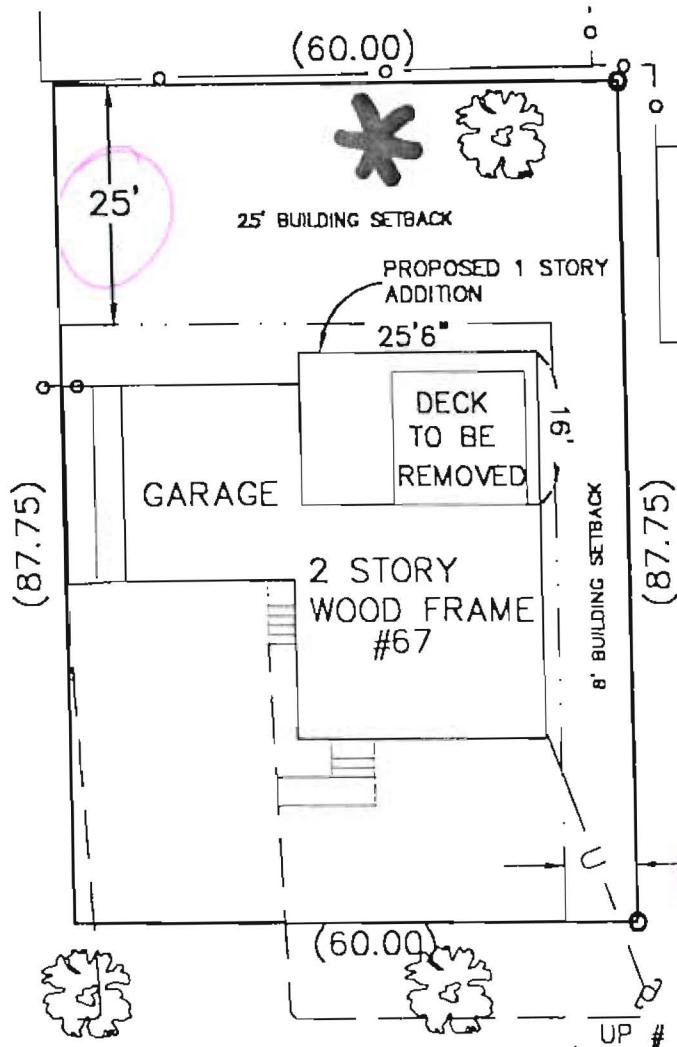 (60.00)
25'
25' BUILDING SETBACK
PROPOSED 1 STORY
ADDITION
25'6"
16'
DECK
TO BE
REMOVED
GARAGE
(87.75)
(87.75)
8' BUILDING SETBACK
2 STORY
WOOD FRAME
#67
U
(60.00)
UP #